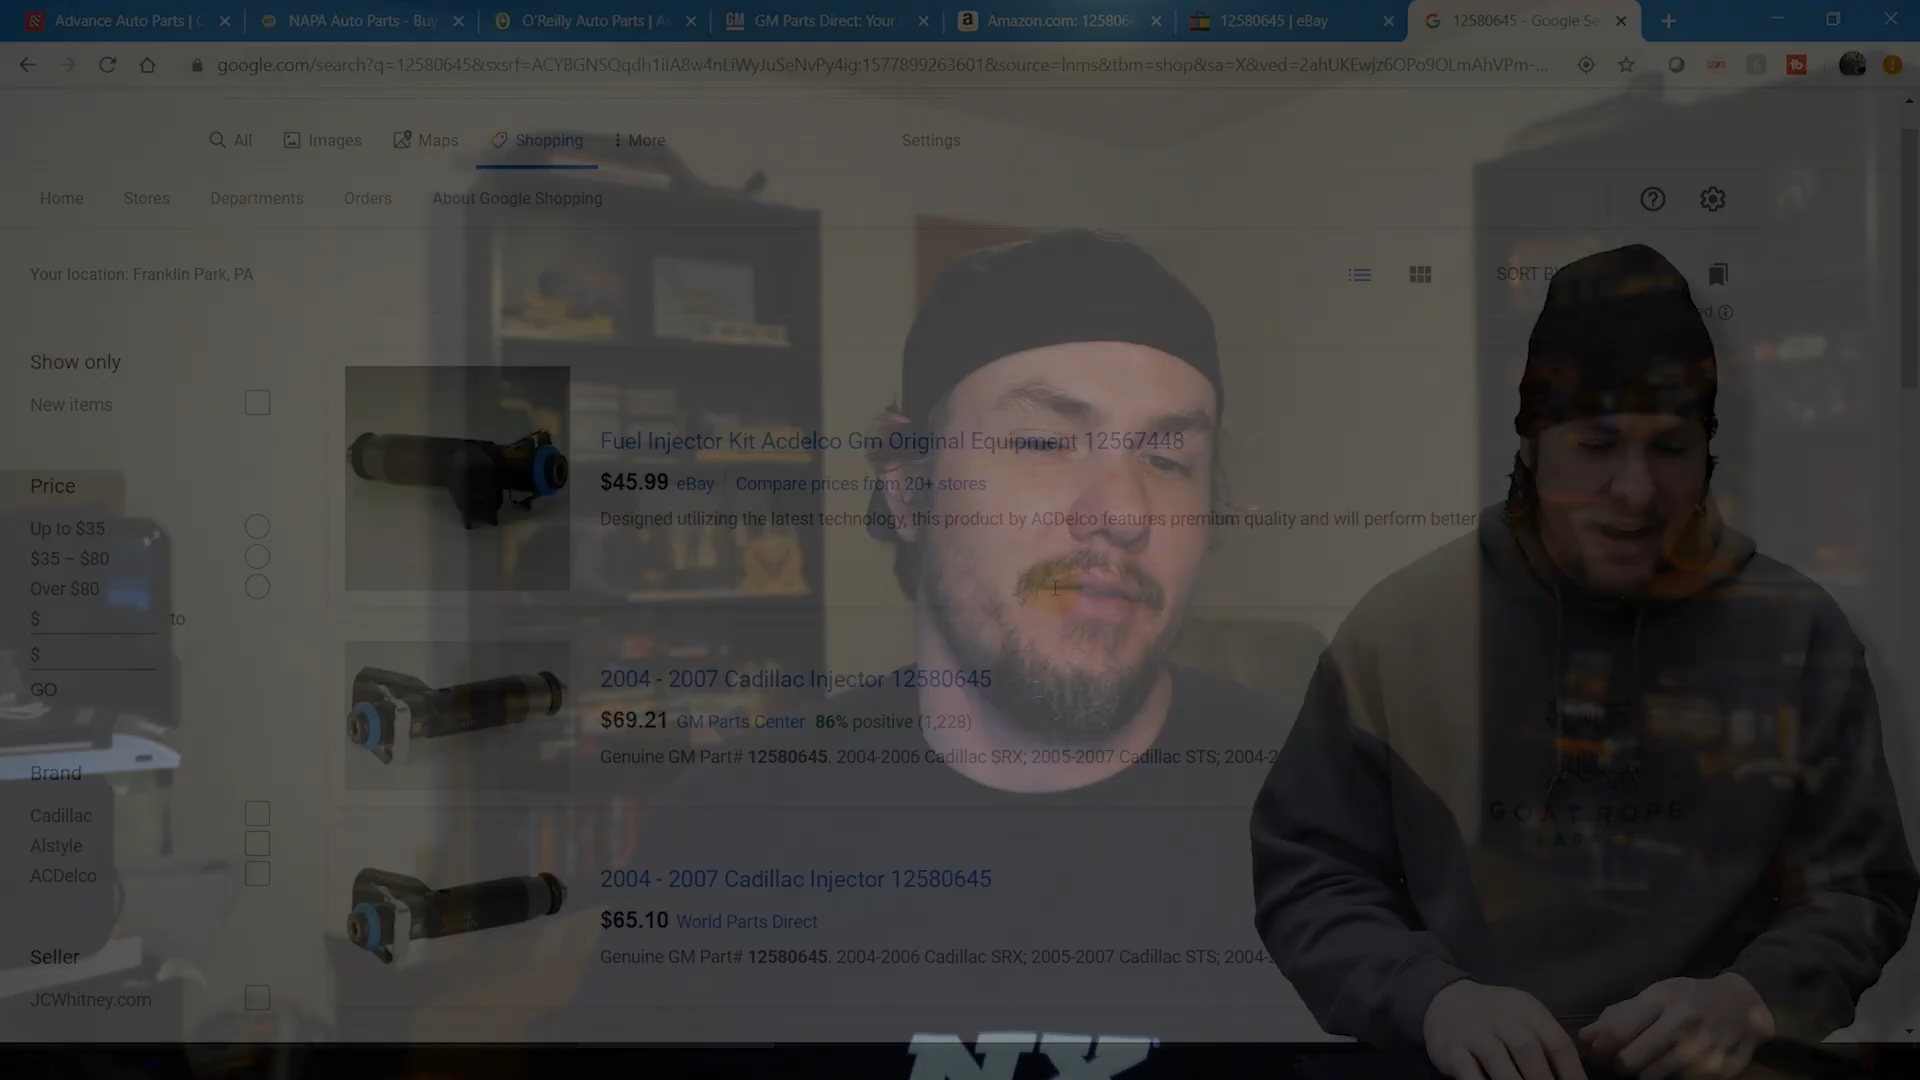 Advance Auto Parts | C
NAPA Auto Parts - Buy
O'Reilly Auto Parts | A
GM Parts Direct: Your
Amazon.com: 1258064
12580645 | eBay
12580645 - Google Se
google.com/search?q=12580645&sxsrf=ACYBGNSQqdh1iIA8w4nLiWyJuSeNvPy4ig:1577899263601&source=lnms&tbm=shop&sa=X&ved=2ahUKEwjz6OPo9OLmAhVPm-...
All Images Maps Shopping More Settings
Home Stores Departments Orders About Google Shopping
Your location: Franklin Park, PA
SORT BY
Show only
New items
Price
Up to $35
$35 – $80
Over $80
$ to
$
GO
Brand
Cadillac
Alstyle
ACDelco
Seller
JCWhitney.com
Fuel Injector Kit Acdelco Gm Original Equipment 12567448
$45.99 eBay Compare prices from 20+ stores
Designed utilizing the latest technology, this product by ACDelco features premium quality and will perform better
2004 - 2007 Cadillac Injector 12580645
$69.21 GM Parts Center 86% positive (1,228)
Genuine GM Part# 12580645. 2004-2006 Cadillac SRX; 2005-2007 Cadillac STS; 2004-2
2004 - 2007 Cadillac Injector 12580645
$65.10 World Parts Direct
Genuine GM Part# 12580645. 2004-2006 Cadillac SRX; 2005-2007 Cadillac STS; 2004-2
GOAT ROPE